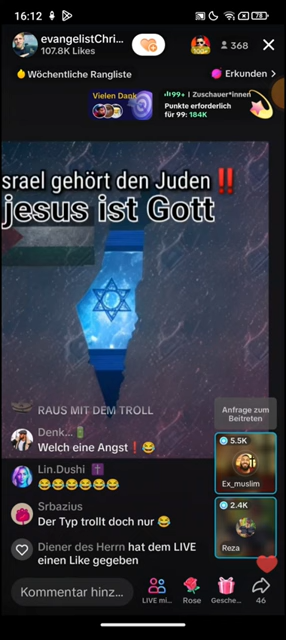 16:12
78
evangelistChri...
107.8K Likes
368
Wöchentliche Rangliste
Erkunden >
Vielen Dank
99+ | Zuschauer*innen
Punkte erforderlich
für 99: 184K
srael gehört den Juden‼️
jesus ist Gott
RAUS MIT DEM TROLL
Anfrage zum
Beitreten
Denk...🔋
Welch eine Angst❗😂
5.5K
Ex_muslim
Lin.Dushi ✝️
😂😂😂😂😂😂
2.4K
Reza
Srbazius
Der Typ trollt doch nur 😂
Diener des Herrn hat dem LIVE
einen Like gegeben
Kommentar hinz...
LIVE mi...
Rose
Gesche...
46